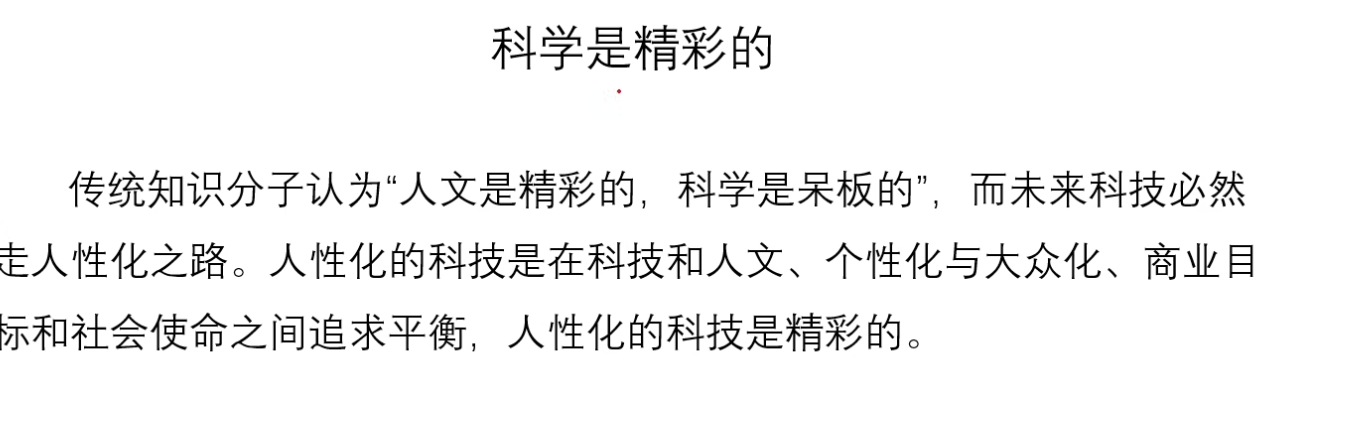 科学是精彩的
传统知识分子认为“人文是精彩的，科学是呆板的”，而未来科技必然
走人性化之路。人性化的科技是在科技和人文、个性化与大众化、商业目
标和社会使命之间追求平衡，人性化的科技是精彩的。